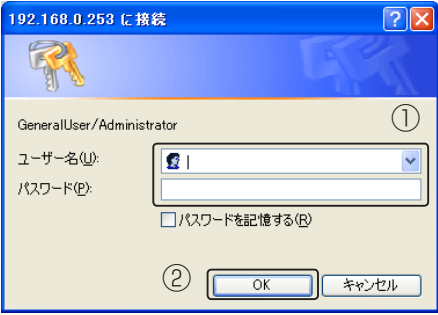 192.168.0.253 に接続
①
GeneralUser/Administrator
ユーザー名(U):
パスワード(P):
パスワードを記憶する(R)
②
OK
キャンセル